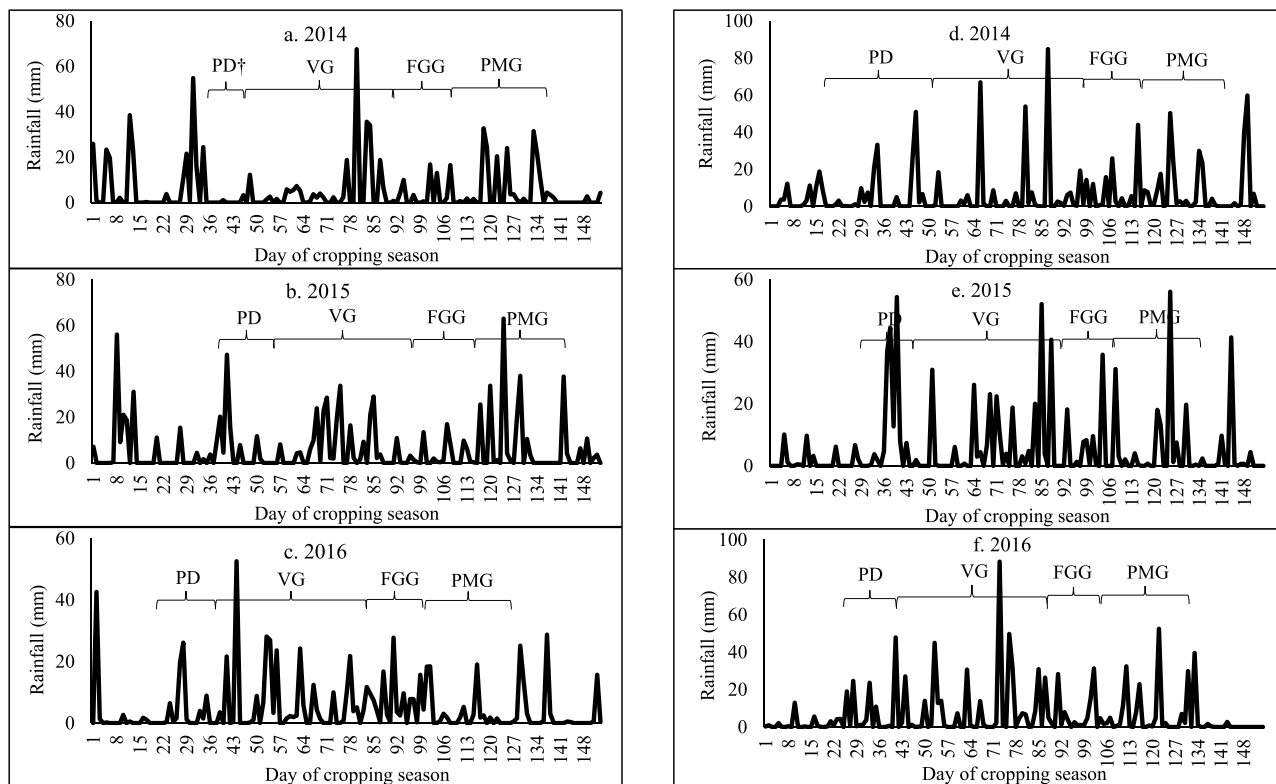 a. 2014
PD† VG FGG PMG
Rainfall (mm)
80
60
40
20
0
1 8 15 22 29 36 43 50 57 64 71 78 85 92 99 106 113 120 127 134 141 148
Day of cropping season
b. 2015
PD VG FGG PMG
Rainfall (mm)
80
60
40
20
0
1 8 15 22 29 36 43 50 57 64 71 78 85 92 99 106 113 120 127 134 141 148
Day of cropping season
c. 2016
PD VG FGG PMG
Rainfall (mm)
60
40
20
0
1 8 15 22 29 36 43 50 57 64 71 78 85 92 99 106 113 120 127 134 141 148
Day of cropping season
d. 2014
PD VG FGG PMG
Rainfall (mm)
100
80
60
40
20
0
1 8 15 22 29 36 43 50 57 64 71 78 85 92 99 106 113 120 127 134 141 148
Day of cropping season
e. 2015
PD VG FGG PMG
Rainfall (mm)
60
40
20
0
1 8 15 22 29 36 43 50 57 64 71 78 85 92 99 106 113 120 127 134 141 148
Day of cropping season
f. 2016
PD VG FGG PMG
Rainfall (mm)
100
80
60
40
20
0
1 8 15 22 29 36 43 50 57 64 71 78 85 92 99 106 113 120 127 134 141 148
Day of cropping season